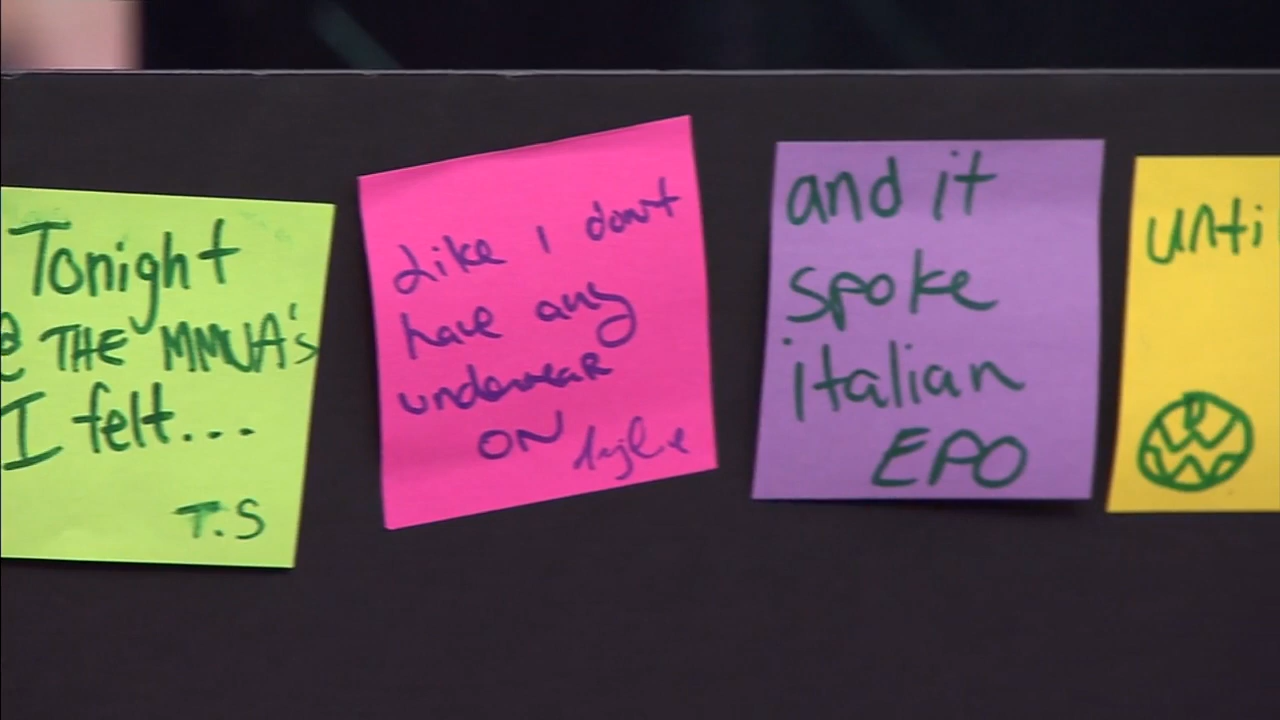 Tonight
@ THE MMVA's
I felt...
T.S
Like I don't
have any
underwear
ON
and it
spoke
italian
EPO
unti